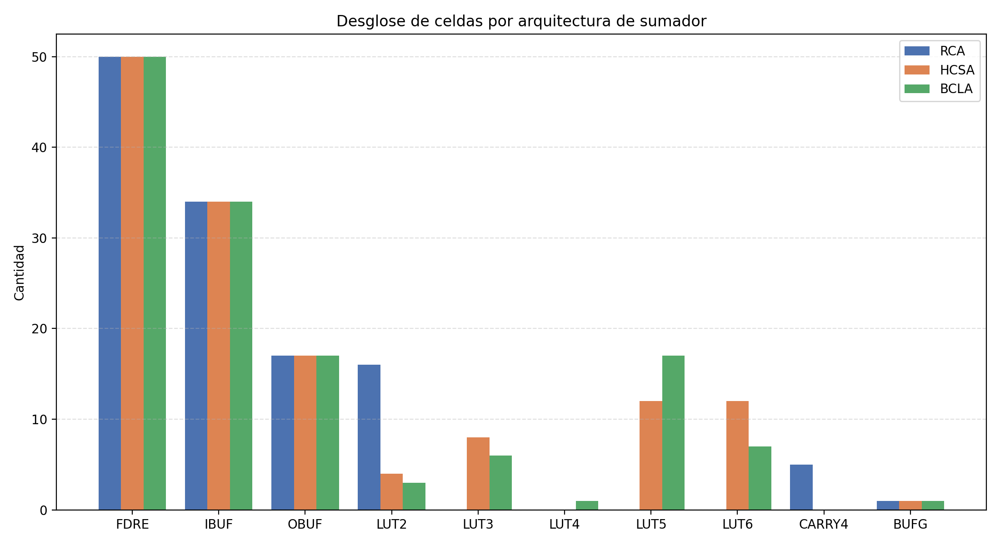 Desglose de celdas por arquitectura de sumador
RCA
HCSA
BCLA
Cantidad
50
40
30
20
10
0
FDRE IBUF OBUF LUT2 LUT3 LUT4 LUT5 LUT6 CARRY4 BUFG